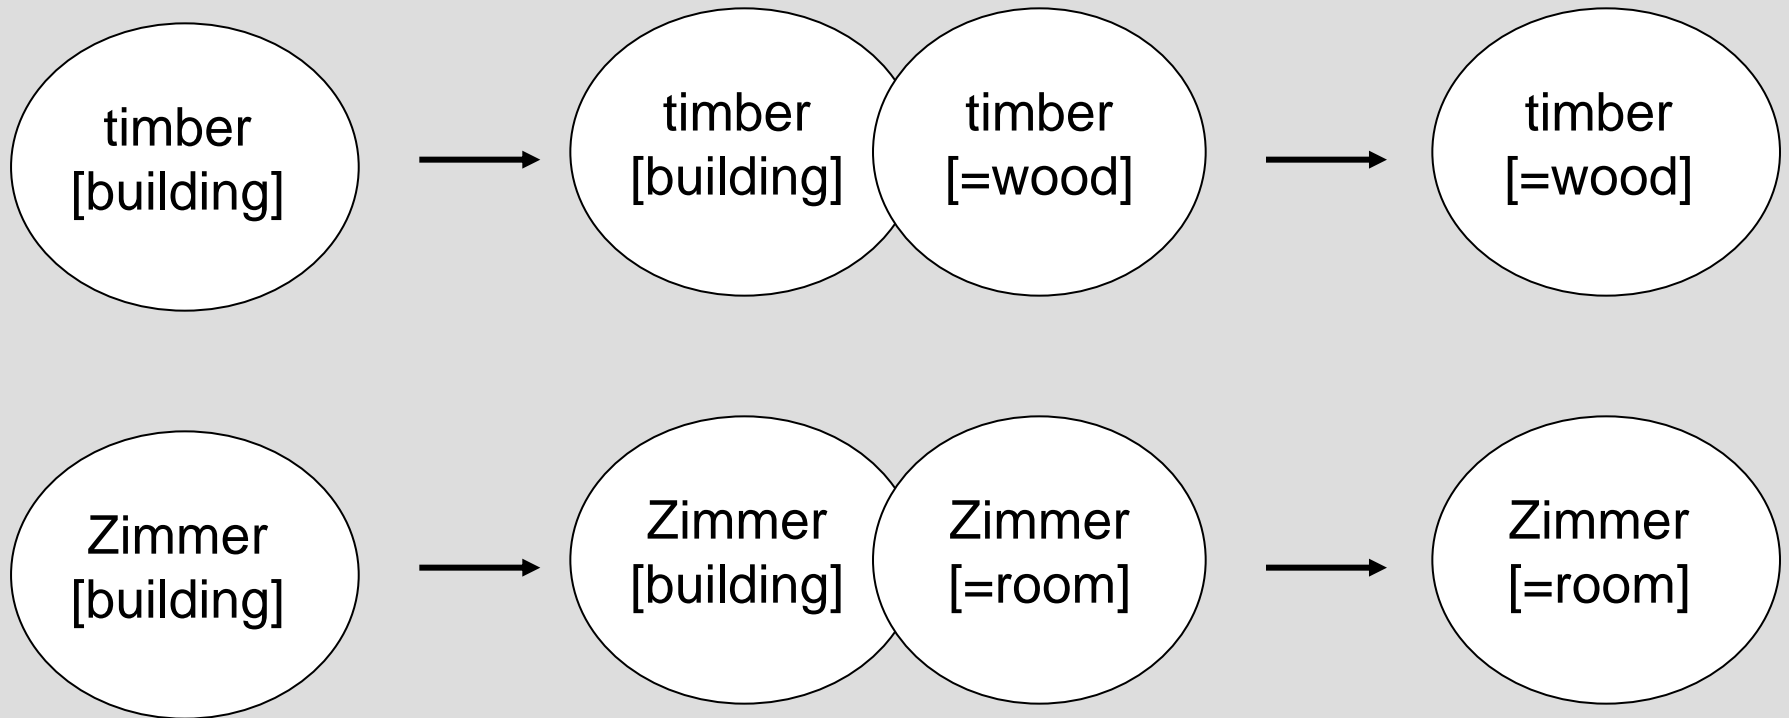 timber
[building]
timber
[building]
timber
[=wood]
timber
[=wood]
Zimmer
[building]
Zimmer
[building]
Zimmer
[=room]
Zimmer
[=room]